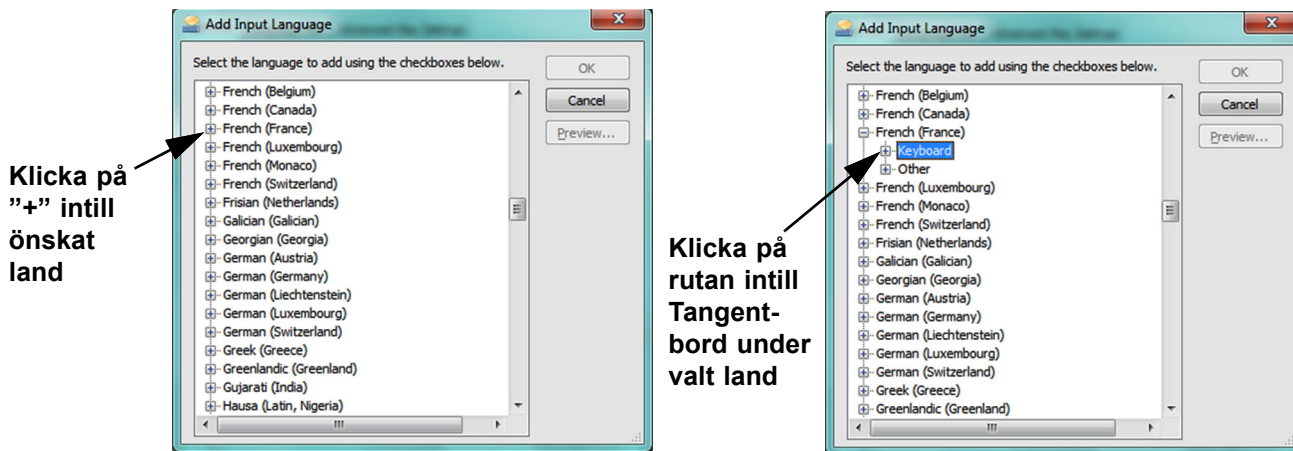 Add Input Language
Select the language to add using the checkboxes below.
French (Belgium)
French (Canada)
French (France)
French (Luxembourg)
French (Monaco)
French (Switzerland)
Frisian (Netherlands)
Galician (Galician)
Georgian (Georgia)
German (Austria)
German (Germany)
German (Liechtenstein)
German (Luxembourg)
German (Switzerland)
Greek (Greece)
Greenlandic (Greenland)
Gujarati (India)
Hausa (Latin, Nigeria)
OK
Cancel
Preview...
Klicka på
”+” intill
önskat
land
Add Input Language
Select the language to add using the checkboxes below.
French (Belgium)
French (Canada)
French (France)
Keyboard
Other
French (Luxembourg)
French (Monaco)
French (Switzerland)
Frisian (Netherlands)
Galician (Galician)
Georgian (Georgia)
German (Austria)
German (Germany)
German (Liechtenstein)
German (Luxembourg)
German (Switzerland)
Greek (Greece)
Greenlandic (Greenland)
OK
Cancel
Preview...
Klicka på
rutan intill
Tangent-
bord under
valt land